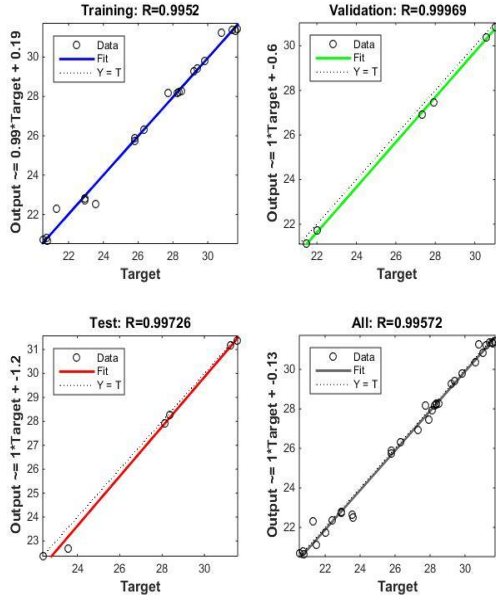 Training: R=0.9952
Output ~= 0.99*Target + 0.19
Data
Fit
Y = T
30
28
26
24
22
22 24 26 28 30
Target
Validation: R=0.99969
Output ~= 1*Target + -0.6
Data
Fit
Y = T
30
28
26
24
22
22 24 26 28 30
Target
Test: R=0.99726
Output ~= 1*Target + -1.2
Data
Fit
Y = T
31
30
29
28
27
26
25
24
23
24 26 28 30
Target
All: R=0.99572
Output ~= 1*Target + -0.13
Data
Fit
Y = T
30
28
26
24
22
22 24 26 28 30
Target